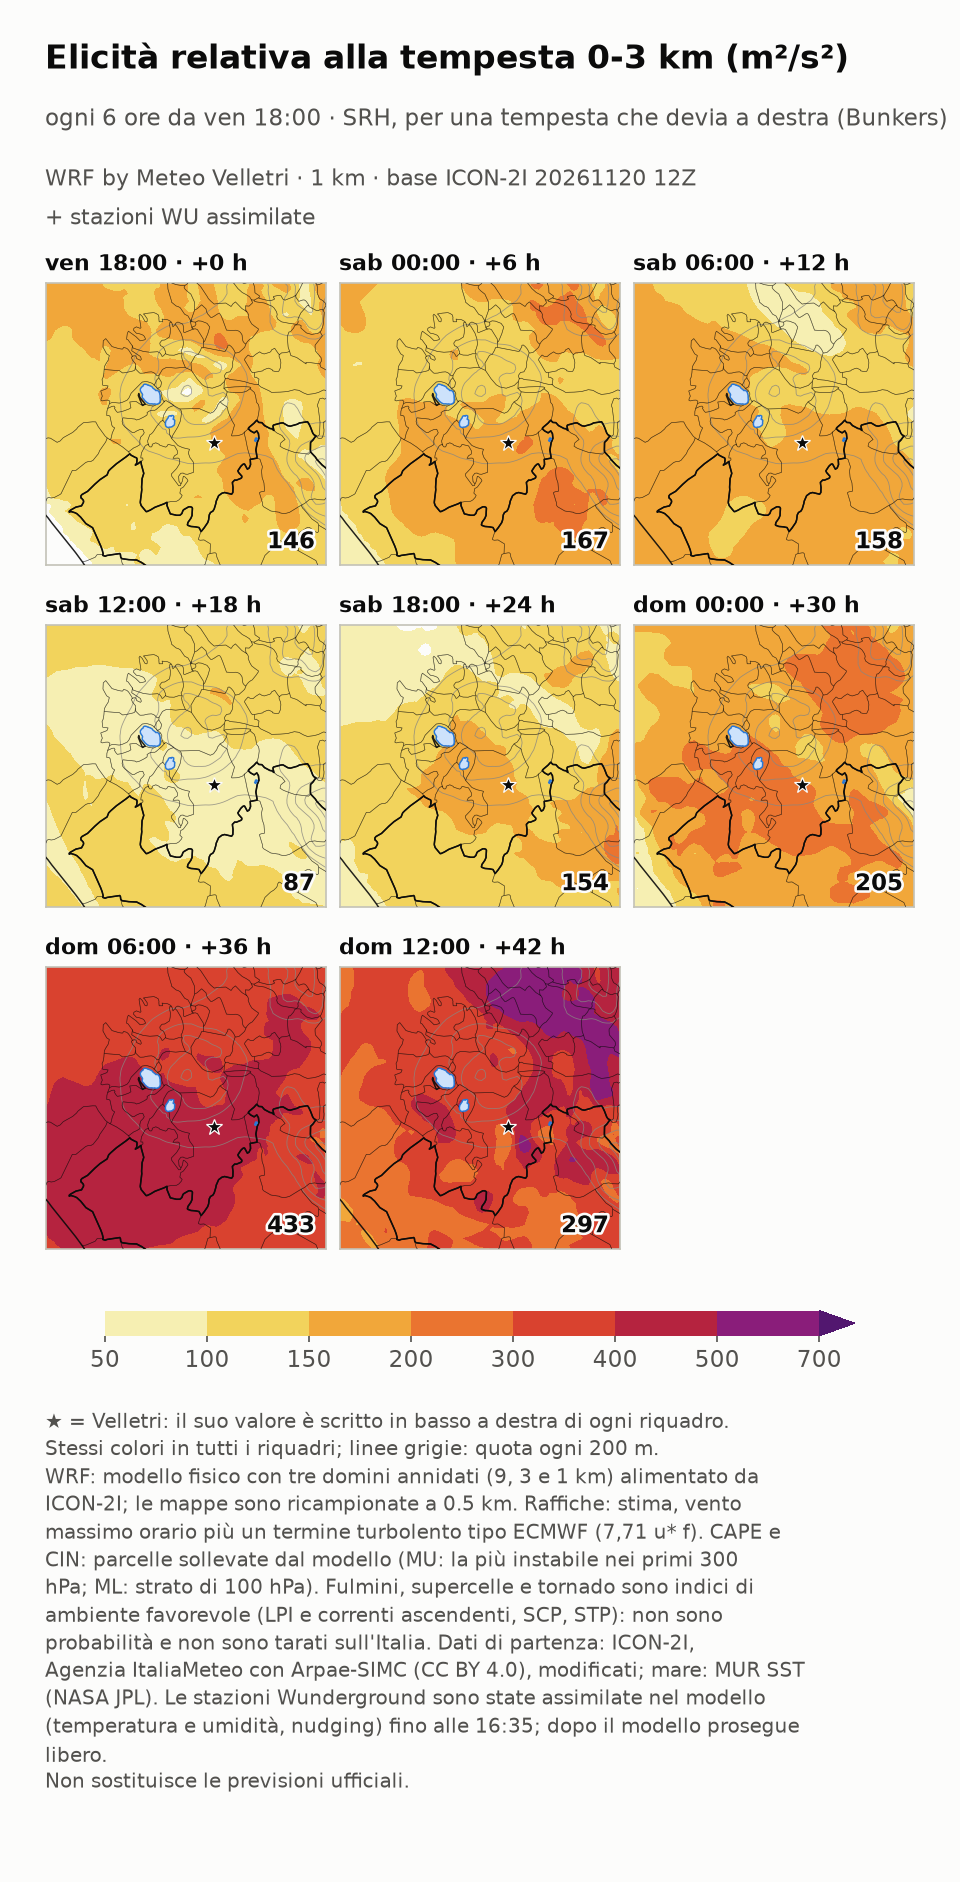 Elicità relativa alla tempesta 0-3 km (m²/s²)
ogni 6 ore da ven 18:00 · SRH, per una tempesta che devia a destra (Bunkers)
WRF by Meteo Velletri · 1 km · base ICON-2I 20261120 12Z
+ stazioni WU assimilate
ven 18:00 · +0 h
sab 00:00 · +6 h
sab 06:00 · +12 h
146
167
158
sab 12:00 · +18 h
sab 18:00 · +24 h
dom 00:00 · +30 h
87
154
205
dom 06:00 · +36 h
dom 12:00 · +42 h
433
297
50 100 150 200 300 400 500 700
★ = Velletri: il suo valore è scritto in basso a destra di ogni riquadro.
Stessi colori in tutti i riquadri; linee grigie: quota ogni 200 m.
WRF: modello fisico con tre domini annidati (9, 3 e 1 km) alimentato da
ICON-2I; le mappe sono ricampionate a 0.5 km. Raffiche: stima, vento
massimo orario più un termine turbolento tipo ECMWF (7,71 u* f). CAPE e
CIN: parcelle sollevate dal modello (MU: la più instabile nei primi 300
hPa; ML: strato di 100 hPa). Fulmini, supercelle e tornado sono indici di
ambiente favorevole (LPI e correnti ascendenti, SCP, STP): non sono
probabilità e non sono tarati sull'Italia. Dati di partenza: ICON-2I,
Agenzia ItaliaMeteo con Arpae-SIMC (CC BY 4.0), modificati; mare: MUR SST
(NASA JPL). Le stazioni Wunderground sono state assimilate nel modello
(temperatura e umidità, nudging) fino alle 16:35; dopo il modello prosegue
libero.
Non sostituisce le previsioni ufficiali.